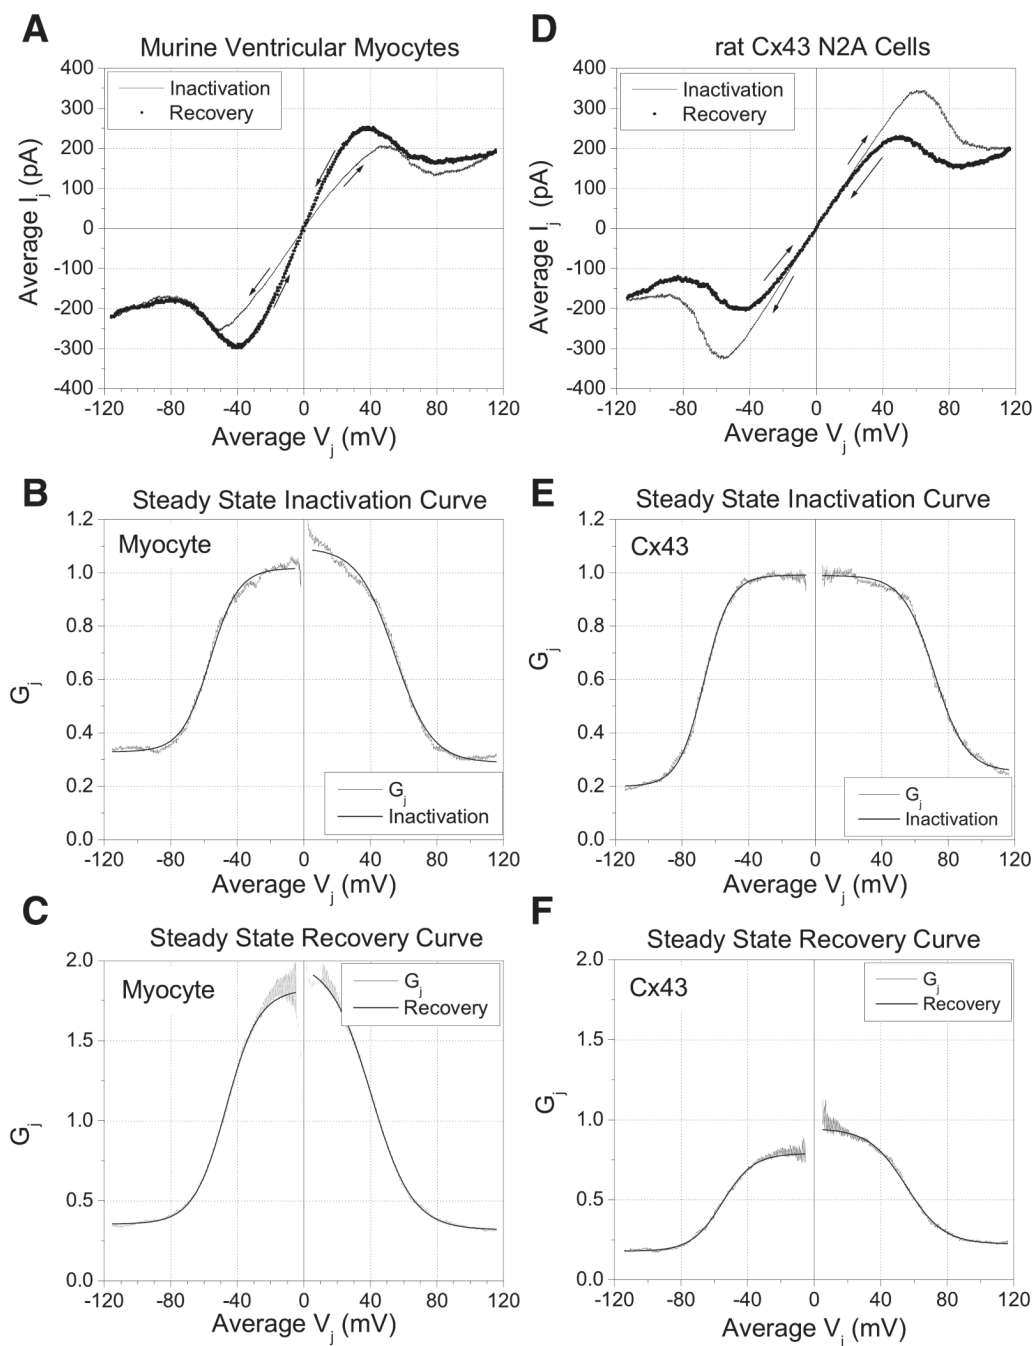 A
Murine Ventricular Myocytes
400
300
200
100
0
-100
-200
-300
-400
Average Ij (pA)
Inactivation
Recovery
-120 -80 -40 0 40 80 120
Average Vj (mV)
D
rat Cx43 N2A Cells
400
300
200
100
0
-100
-200
-300
-400
Average Ij (pA)
Inactivation
Recovery
-120 -80 -40 0 40 80 120
Average Vj (mV)
B
Steady State Inactivation Curve
Myocyte
1.2
1.0
0.8
0.6
0.4
0.2
0.0
Gj
Gj
Inactivation
-120 -80 -40 0 40 80 120
Average Vj (mV)
E
Steady State Inactivation Curve
Cx43
1.2
1.0
0.8
0.6
0.4
0.2
0.0
Gj
Gj
Inactivation
-120 -80 -40 0 40 80 120
Average Vj (mV)
C
Steady State Recovery Curve
Myocyte
2.0
1.5
1.0
0.5
0.0
Gj
Gj
Recovery
-120 -80 -40 0 40 80 120
Average Vj (mV)
F
Steady State Recovery Curve
Cx43
2.0
1.5
1.0
0.5
0.0
Gj
Gj
Recovery
-120 -80 -40 0 40 80 120
Average Vj (mV)